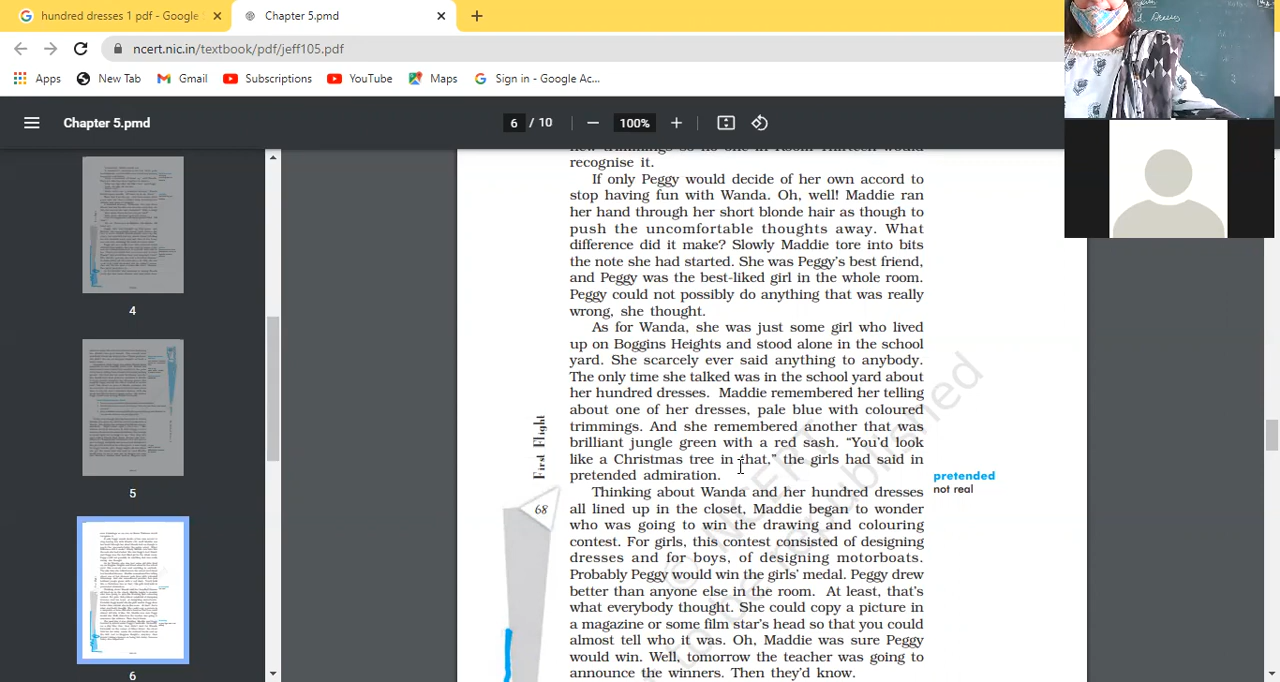 hundred dresses 1 pdf - Google
Chapter 5.pmd
ncert.nic.in/textbook/pdf/jeff105.pdf
Apps New Tab Gmail Subscriptions YouTube Maps Sign in - Google Ac...
Chapter 5.pmd
6 / 10
100%
4
5
6
recognise it.
If only Peggy would decide of her own accord to
stop having fun with Wanda. Oh, well! Maddie ran
her hand through her short blonde hair as though to
push the uncomfortable thoughts away. What
difference did it make? Slowly Maddie tore into bits
the note she had started. She was Peggy's best friend,
and Peggy was the best-liked girl in the whole room.
Peggy could not possibly do anything that was really
wrong, she thought.
As for Wanda, she was just some girl who lived
up on Boggins Heights and stood alone in the school
yard. She scarcely ever said anything to anybody.
The only time she talked was in the school yard about
her hundred dresses. Maddie remembered her telling
about one of her dresses, pale blue with coloured
trimmings. And she remembered another that was
brilliant jungle green with a red sash. “You'd look
like a Christmas tree in that,” the girls had said in
pretended admiration.
Thinking about Wanda and her hundred dresses
all lined up in the closet, Maddie began to wonder
who was going to win the drawing and colouring
contest. For girls, this contest consisted of designing
dresses and for boys, of designing motorboats.
Probably Peggy would win the girls' medal. Peggy drew
better than anyone else in the room. At least, that's
what everybody thought. She could copy a picture in
a magazine or some film star's head so that you could
almost tell who it was. Oh, Maddie was sure Peggy
would win. Well, tomorrow the teacher was going to
announce the winners. Then they'd know.
pretended
not real
First Flight
68